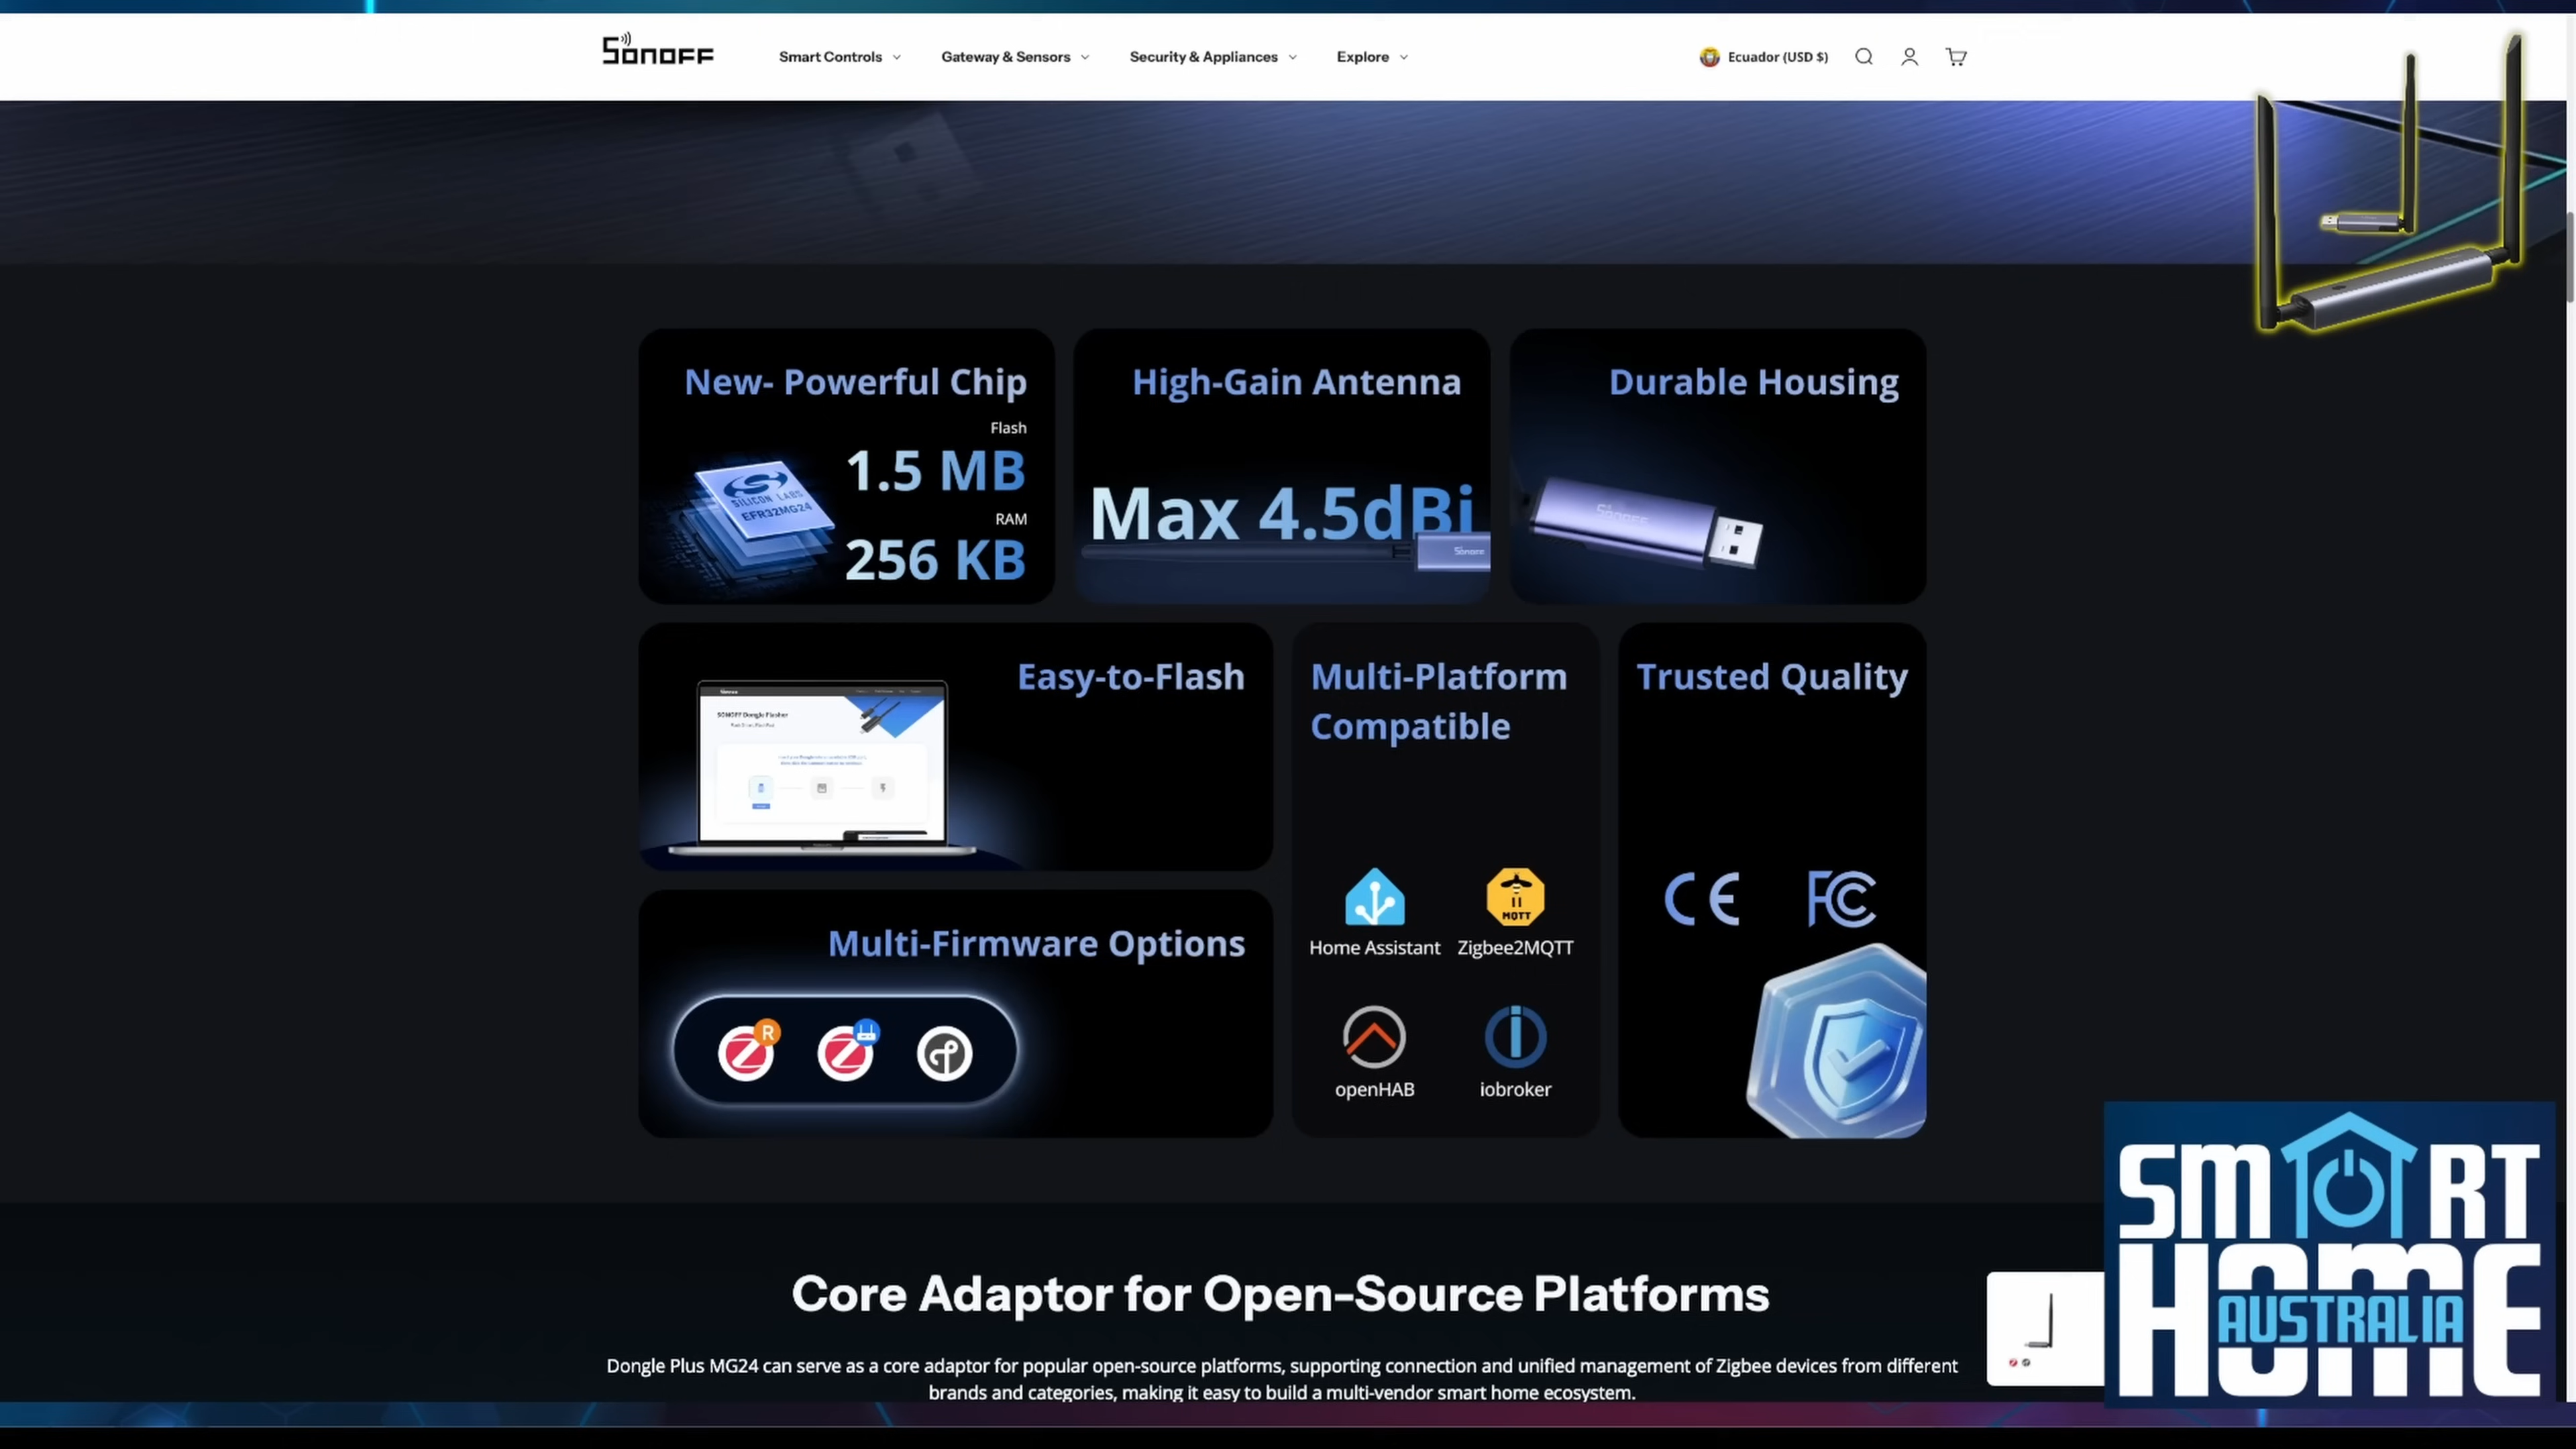 SONOFF
Smart Controls
Gateway & Sensors
Security & Appliances
Explore
Ecuador (USD $)
New- Powerful Chip
Flash
1.5 MB
RAM
256 KB
SILICON LABS
EFR32MG24
High-Gain Antenna
Max 4.5dBi
SONOFF
Durable Housing
SONOFF
Easy-to-Flash
SONOFF Dongle Flasher
Multi-Firmware Options
R
Multi-Platform
Compatible
MQTT
Home Assistant
Zigbee2MQTT
openHAB
iobroker
Trusted Quality
CE
FC
Core Adaptor for Open-Source Platforms
Dongle Plus MG24 can serve as a core adaptor for popular open-source platforms, supporting connection and unified management of Zigbee devices from different
brands and categories, making it easy to build a multi-vendor smart home ecosystem.
SMART
HOME
AUSTRALIA